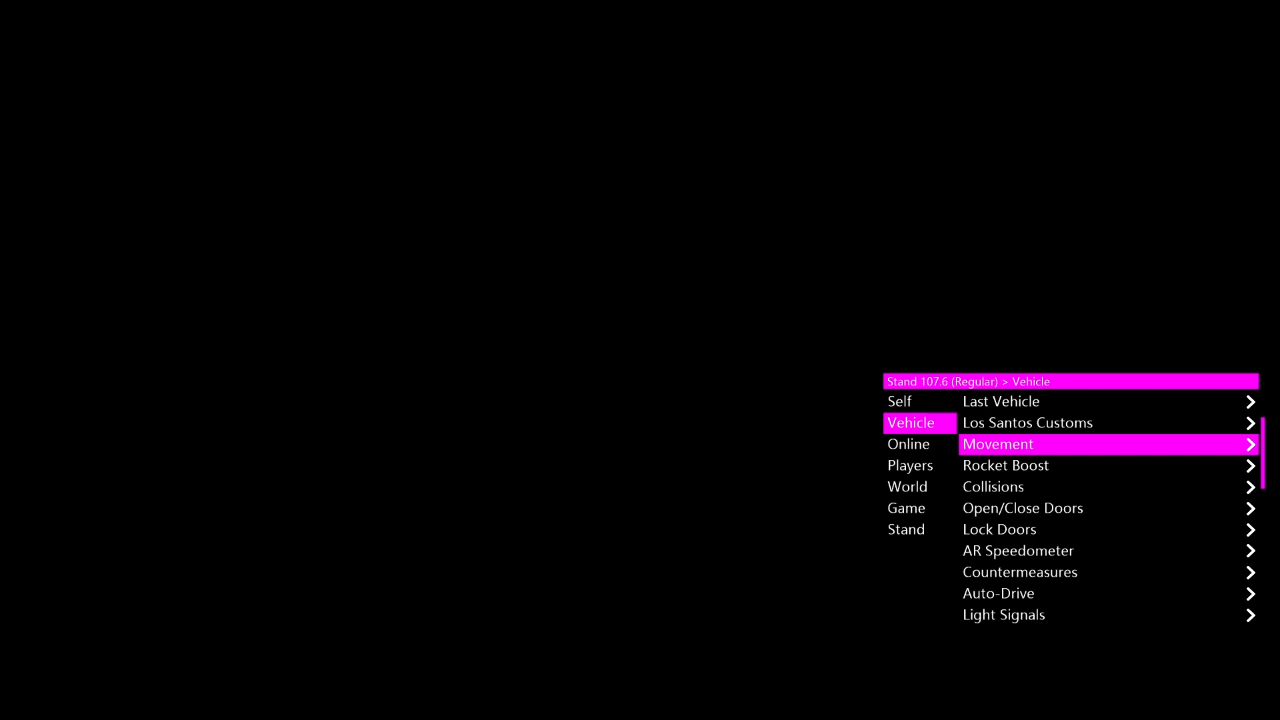 Stand 107.6 (Regular) > Vehicle
Self
Vehicle
Online
Players
World
Game
Stand
Last Vehicle
Los Santos Customs
Movement
Rocket Boost
Collisions
Open/Close Doors
Lock Doors
AR Speedometer
Countermeasures
Auto-Drive
Light Signals